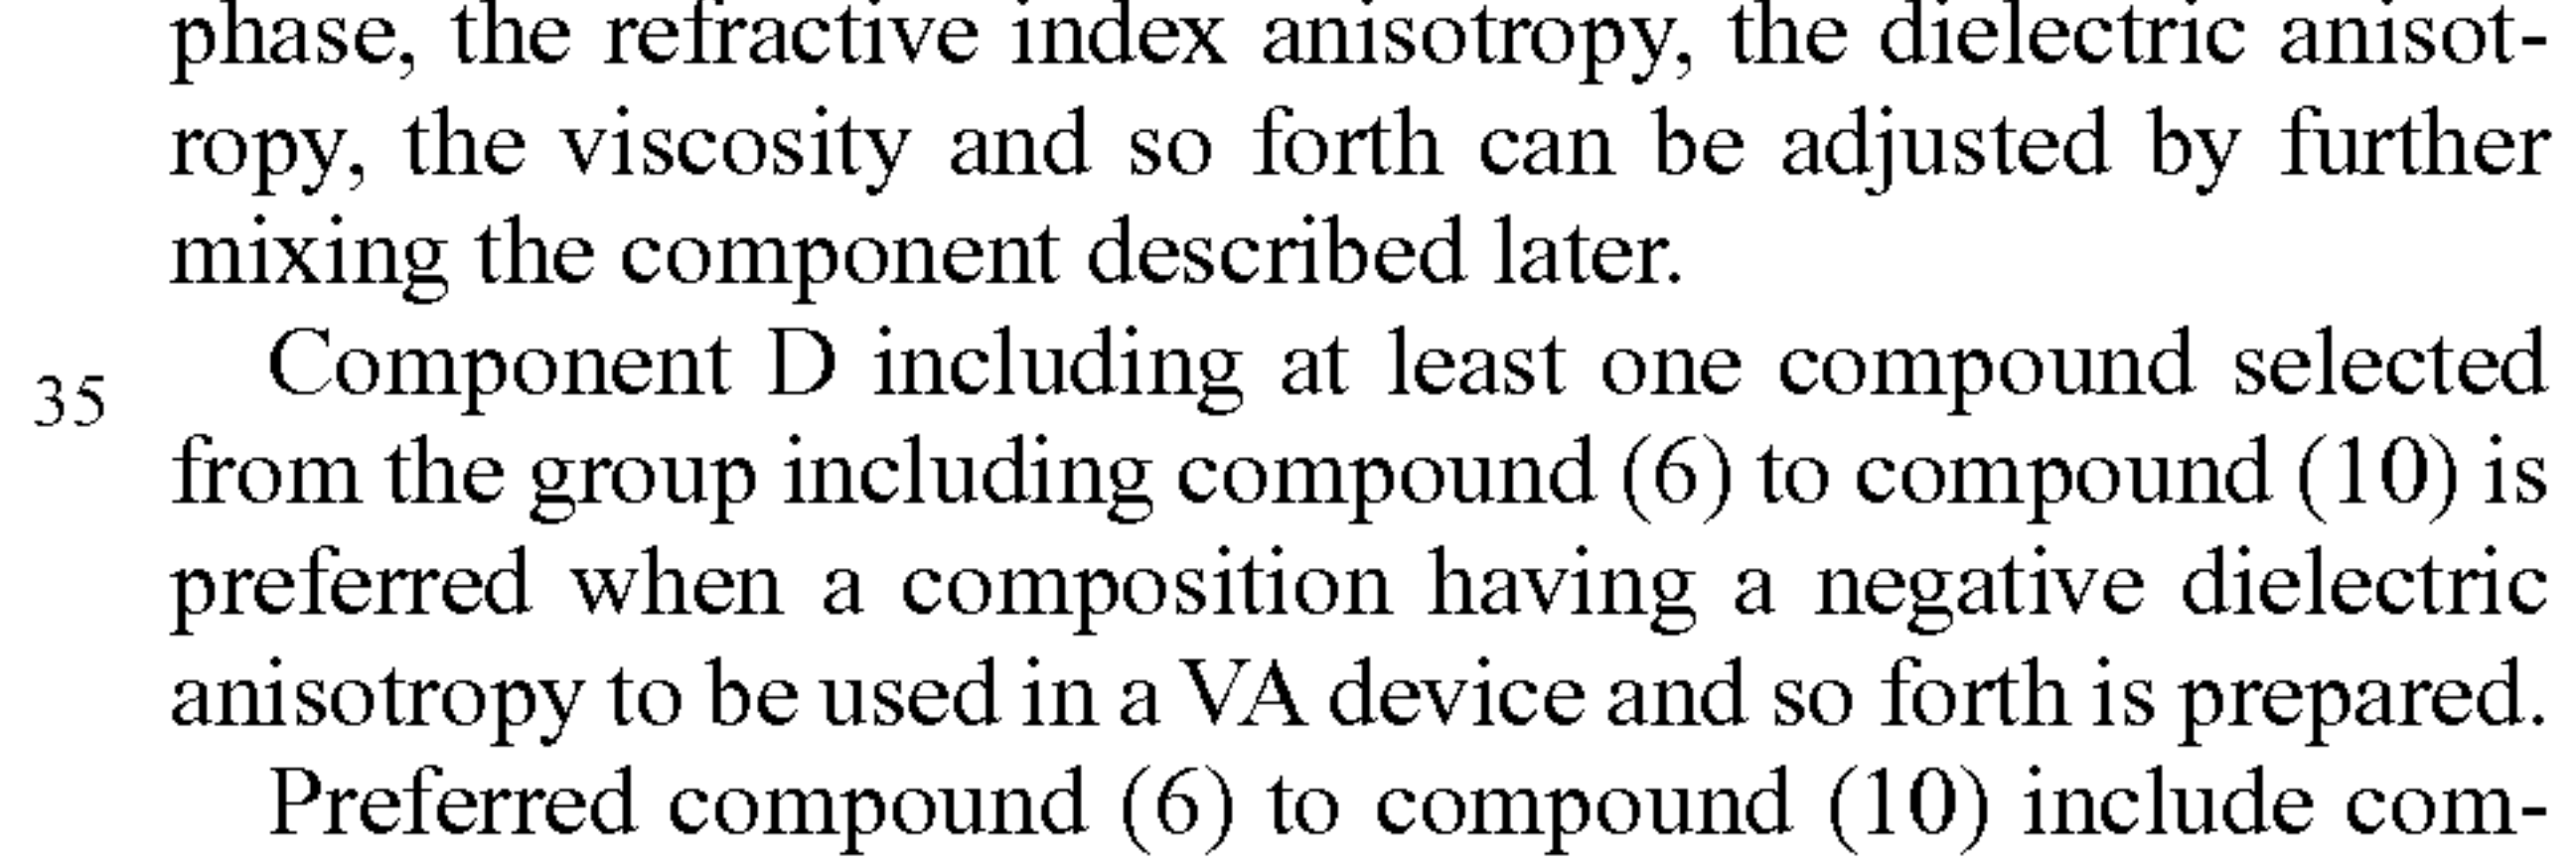 phase, the refractive index anisotropy, the dielectric anisot-
ropy, the viscosity and so forth can be adjusted by further
mixing the component described later.
Component D including at least one compound selected
35
from the group including compound (6) to compound (10) is
preferred when a composition having a negative dielectric
anisotropy to be used in a VA device and so forth is prepared.
Preferred compound (6) to compound (10) include com-